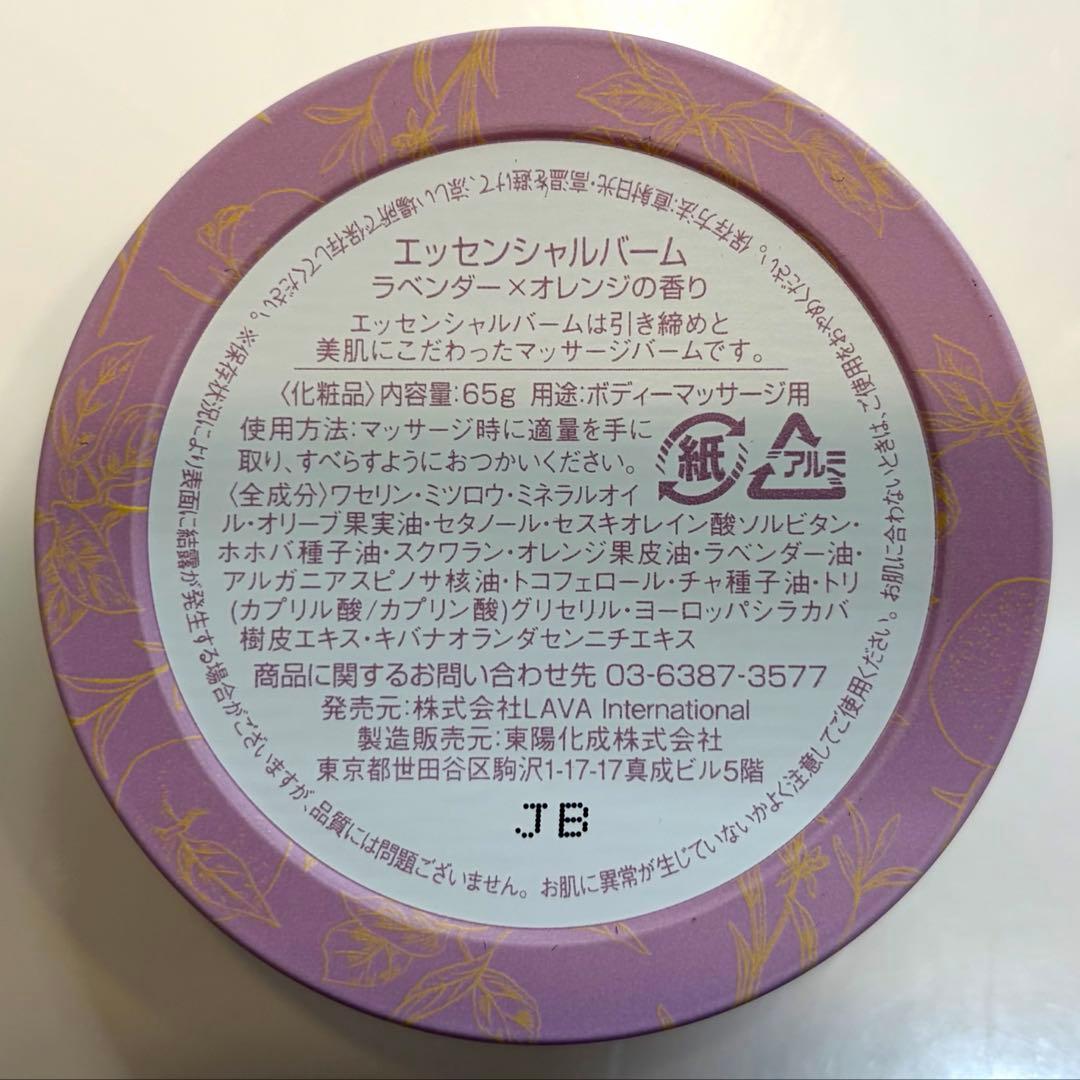 エッセンシャルバーム
ラベンダー×オレンジの香り
エッセンシャルバームは引き締めと
美肌にこだわったマッサージバームです。
〈化粧品〉内容量:65g 用途:ボディーマッサージ用
使用方法:マッサージ時に適量を手に
取り、すべらすようにおつかいください。
紙
アルミ
〈全成分〉ワセリン・ミツロウ・ミネラルオイ
ル・オリーブ果実油・セタノール・セスキオレイン酸ソルビタン・
ホホバ種子油・スクワラン・オレンジ果皮油・ラベンダー油・
アルガニアスピノサ核油・トコフェロール・チャ種子油・トリ
(カプリル酸/カプリン酸)グリセリル・ヨーロッパシラカバ
樹皮エキス・キバナオランダセンニチエキス
商品に関するお問い合わせ先 03-6387-3577
発売元:株式会社LAVA International
製造販売元:東陽化成株式会社
東京都世田谷区駒沢1-17-17真成ビル5階
JB
保存方法:直射日光・高温を避けて、涼しい場所で保存してください。※保存状況により表面に結露が発生する場合がございますが、品質には問題ございません。お肌に異常が生じていないかよく注意してご使用ください。お肌に合わないときは、ご使用をおやめください。